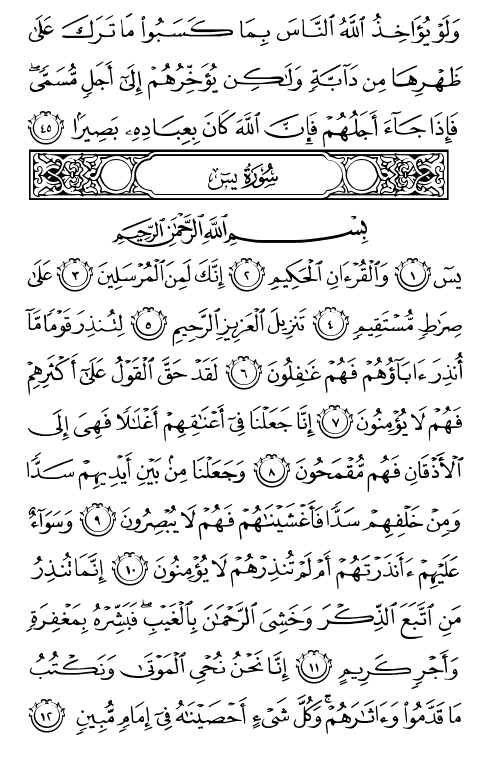 وَلَوۡ يُؤَاخِذُ ٱللَّهُ ٱلنَّاسَ بِمَا كَسَبُواْ مَا تَرَكَ عَلَىٰ
ظَهۡرِهَا مِن دَآبَّةٖ وَلَٰكِن يُؤَخِّرُهُمۡ إِلَىٰٓ أَجَلٖ مُّسَمّٗىۖ
فَإِذَا جَآءَ أَجَلُهُمۡ فَإِنَّ ٱللَّهَ كَانَ بِعِبَادِهِۦ بَصِيرَۢا ٤٥
سُورَةُ يسٓ
بِسۡمِ ٱللَّهِ ٱلرَّحۡمَٰنِ ٱلرَّحِيمِ
يسٓ ١ وَٱلۡقُرۡءَانِ ٱلۡحَكِيمِ ٢ إِنَّكَ لَمِنَ ٱلۡمُرۡسَلِينَ ٣ عَلَىٰ
صِرَٰطٖ مُّسۡتَقِيمٖ ٤ تَنزِيلَ ٱلۡعَزِيزِ ٱلرَّحِيمِ ٥ لِتُنذِرَ قَوۡمٗا مَّآ
أُنذِرَ ءَابَآؤُهُمۡ فَهُمۡ غَٰفِلُونَ ٦ لَقَدۡ حَقَّ ٱلۡقَوۡلُ عَلَىٰٓ أَكۡثَرِهِمۡ
فَهُمۡ لَا يُؤۡمِنُونَ ٧ إِنَّا جَعَلۡنَا فِيٓ أَعۡنَٰقِهِمۡ أَغۡلَٰلٗا فَهِيَ إِلَى
ٱلۡأَذۡقَانِ فَهُم مُّقۡمَحُونَ ٨ وَجَعَلۡنَا مِنۢ بَيۡنِ أَيۡدِيهِمۡ سَدّٗا
وَمِنۡ خَلۡفِهِمۡ سَدّٗا فَأَغۡشَيۡنَٰهُمۡ فَهُمۡ لَا يُبۡصِرُونَ ٩ وَسَوَآءٌ
عَلَيۡهِمۡ ءَأَنذَرۡتَهُمۡ أَمۡ لَمۡ تُنذِرۡهُمۡ لَا يُؤۡمِنُونَ ١٠ إِنَّمَا تُنذِرُ
مَنِ ٱتَّبَعَ ٱلذِّكۡرَ وَخَشِيَ ٱلرَّحۡمَٰنَ بِٱلۡغَيۡبِۖ فَبَشِّرۡهُ بِمَغۡفِرَةٖ
وَأَجۡرٖ كَرِيمٍ ١١ إِنَّا نَحۡنُ نُحۡيِ ٱلۡمَوۡتَىٰ وَنَكۡتُبُ
مَا قَدَّمُواْ وَءَاثَٰرَهُمۡۚ وَكُلَّ شَيۡءٍ أَحۡصَيۡنَٰهُ فِيٓ إِمَامٖ مُّبِينٖ ١٢